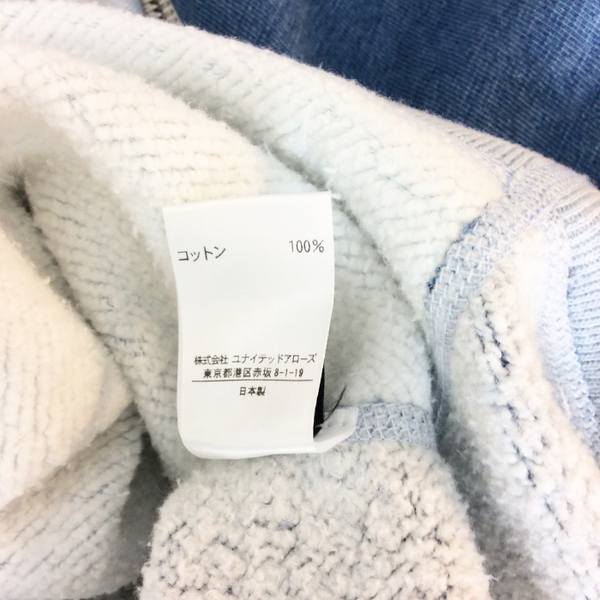 コットン 100%
株式会社 ユナイテッドアローズ
東京都港区赤坂8-1-19
日本製